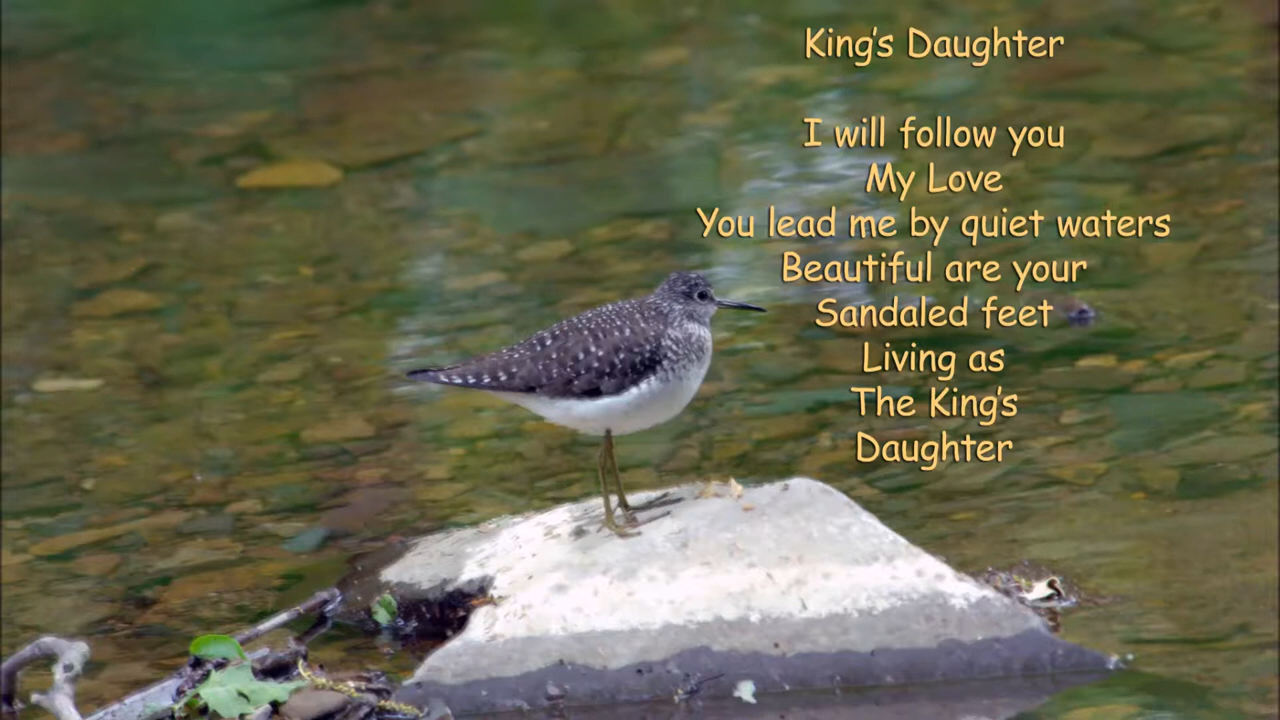 King's Daughter
I will follow you
My Love
You lead me by quiet waters
Beautiful are your
Sandaled feet
Living as
The King's
Daughter